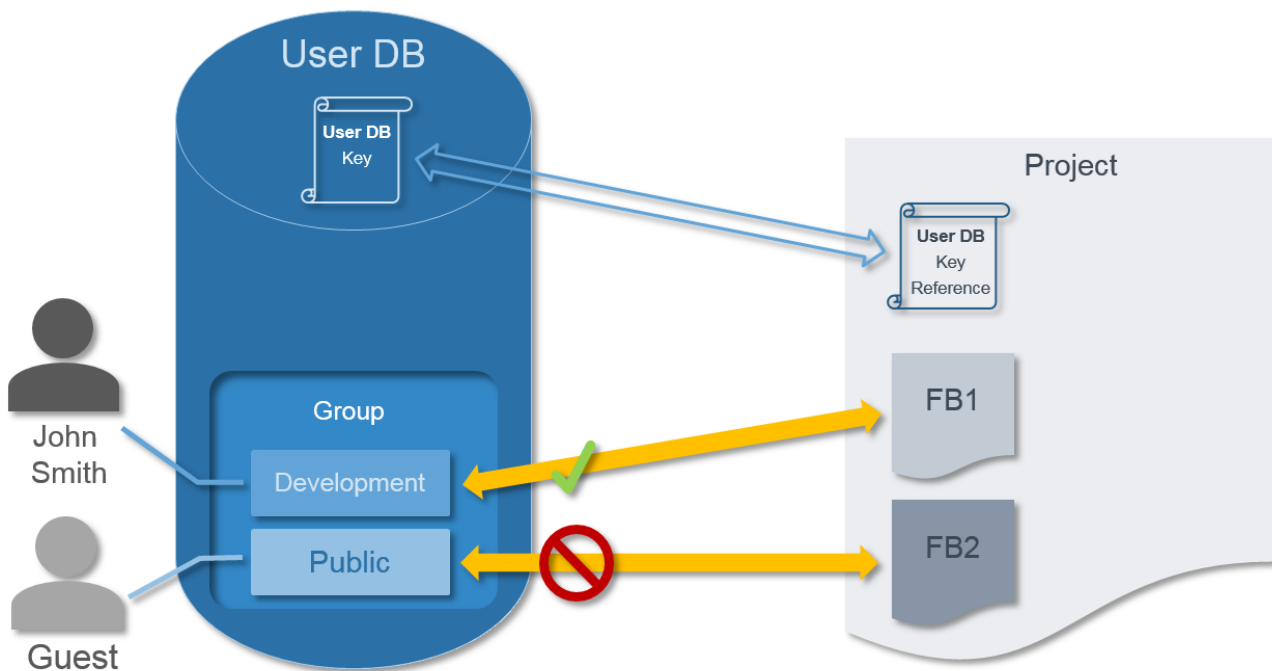 User DB
User DB
Key
Project
User DB
Key
Reference
John
Smith
Group
Development
FB1
Guest
Public
FB2